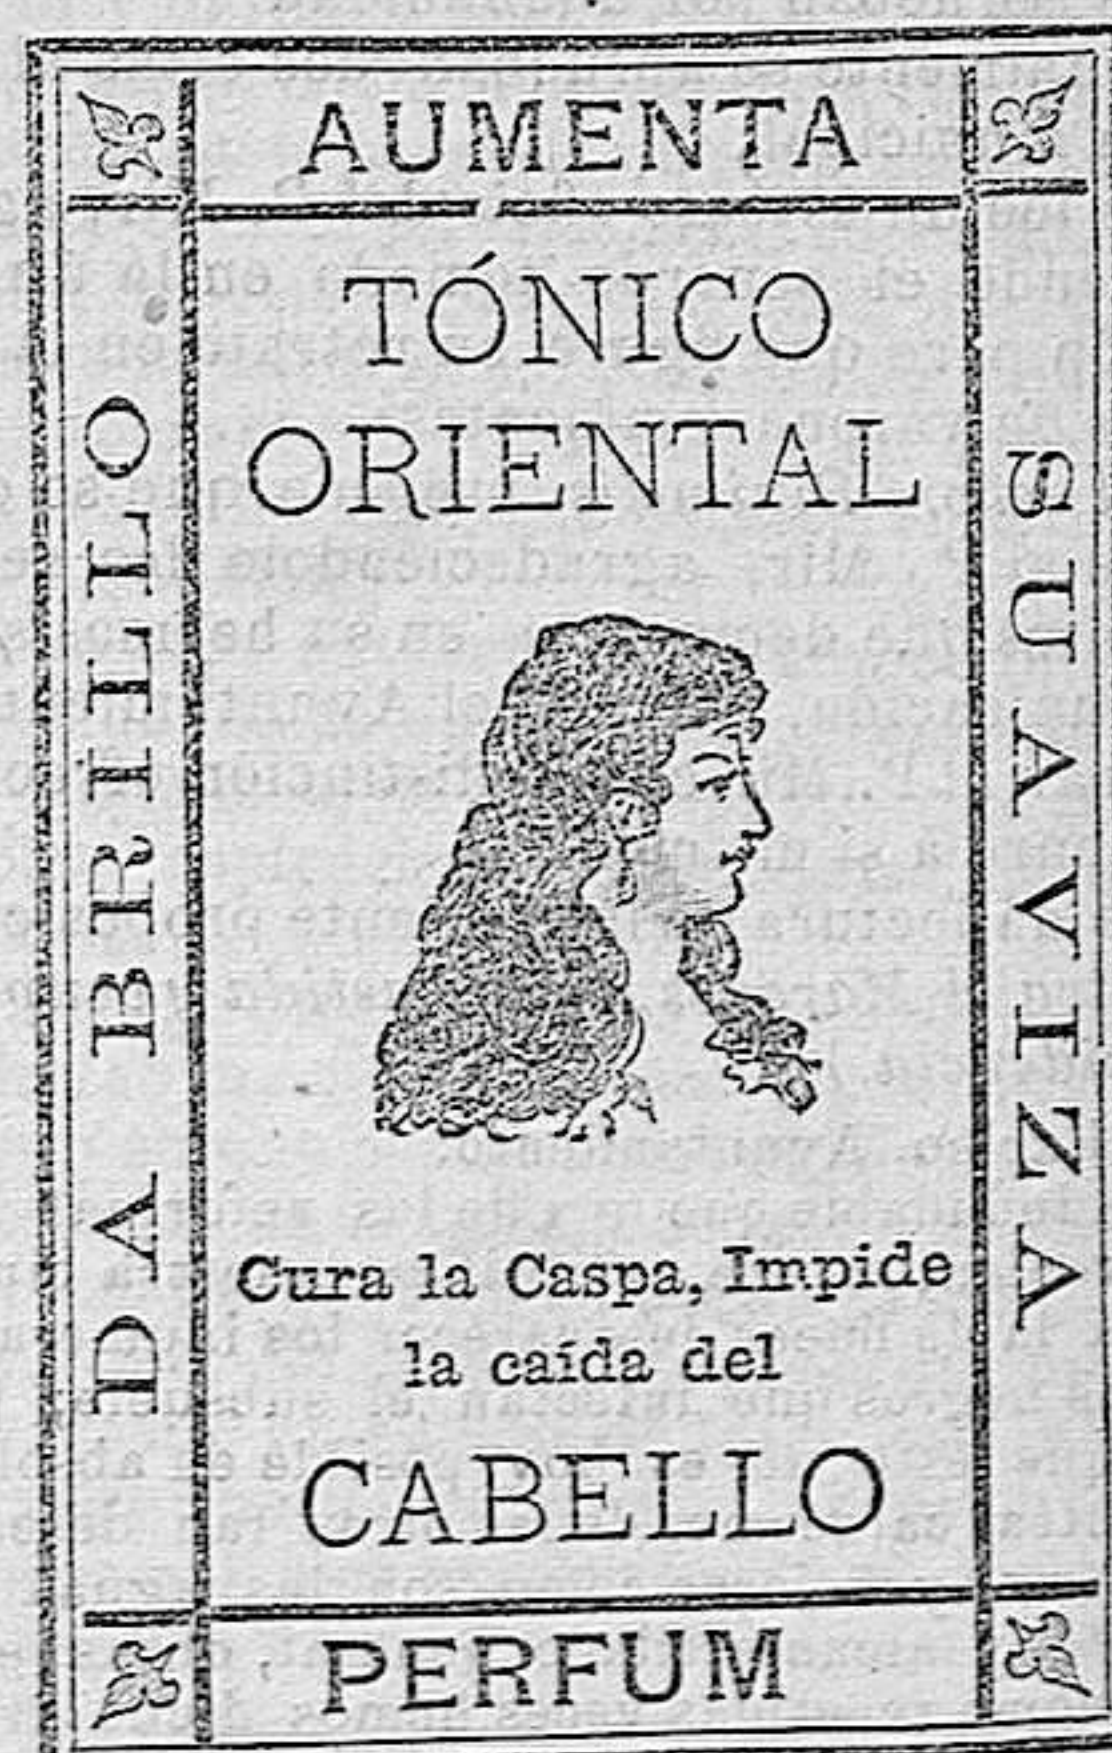 AUMENTA
TÓNICO
ORIENTAL
DA BRILLO
SUAVIZA
Cura la Caspa, Impide
la caída del
CABELLO
PERFUM